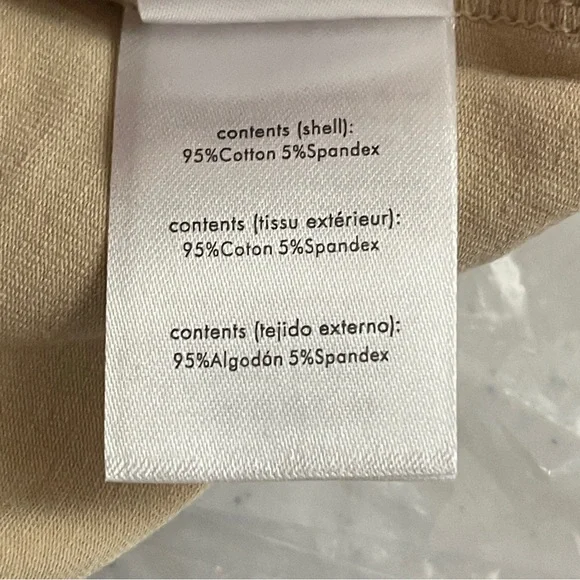 contents (shell):
95%Cotton 5%Spandex
contents (tissu extérieur):
95%Coton 5%Spandex
contents (tejido externo):
95%Algodón 5%Spandex